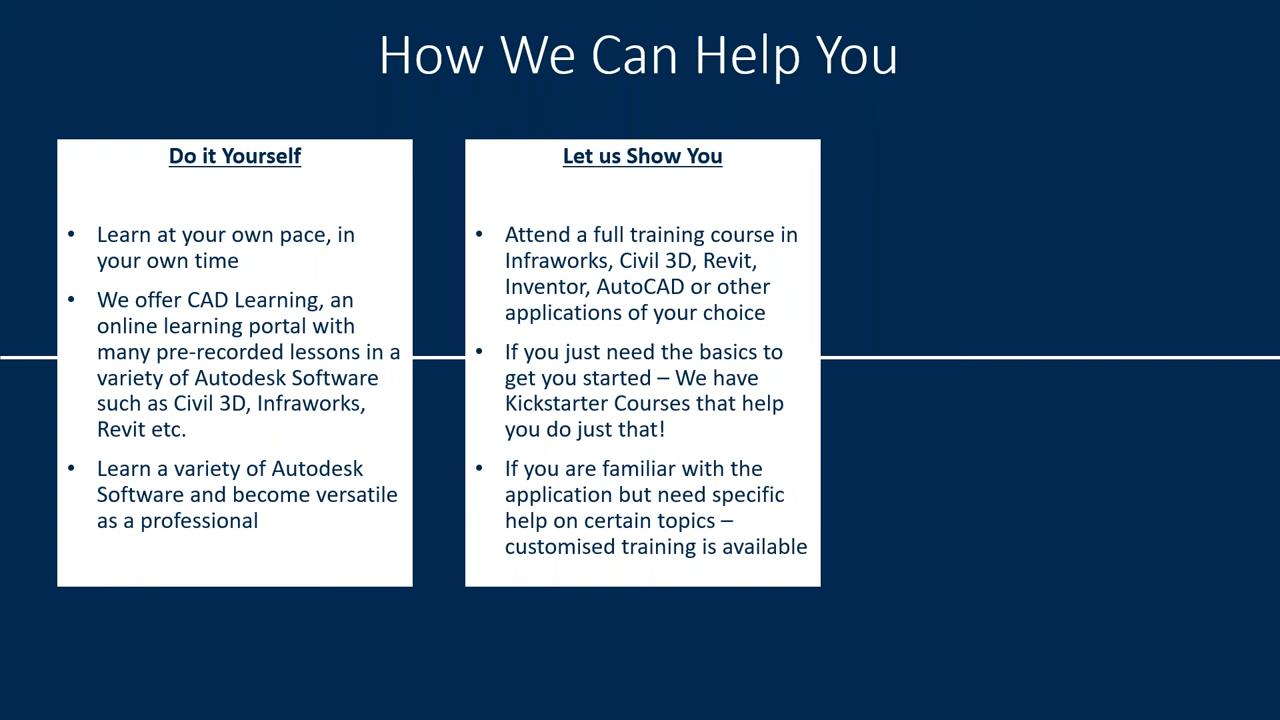 How We Can Help You
Do it Yourself
• Learn at your own pace, in
your own time
• We offer CAD Learning, an
online learning portal with
many pre-recorded lessons in a
variety of Autodesk Software
such as Civil 3D, Infraworks,
Revit etc.
• Learn a variety of Autodesk
Software and become versatile
as a professional
Let us Show You
• Attend a full training course in
Infraworks, Civil 3D, Revit,
Inventor, AutoCAD or other
applications of your choice
• If you just need the basics to
get you started – We have
Kickstarter Courses that help
you do just that!
• If you are familiar with the
application but need specific
help on certain topics –
customised training is available